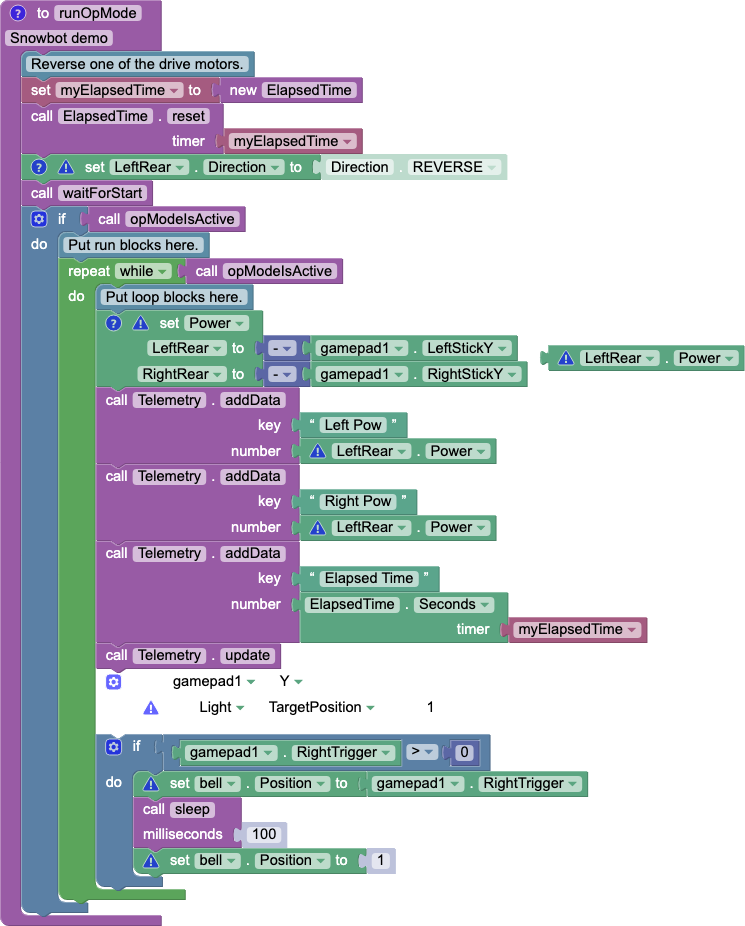 ? to runOpMode
Snowbot demo
Reverse one of the drive motors.
set myElapsedTime to new ElapsedTime
call ElapsedTime . reset
timer myElapsedTime
? set LeftRear . Direction to Direction . REVERSE
call waitForStart
if call opModeIsActive
do Put run blocks here.
repeat while call opModeIsActive
do Put loop blocks here.
? set Power
LeftRear to - gamepad1 . LeftStickY
LeftRear . Power
RightRear to - gamepad1 . RightStickY
call Telemetry . addData
key “ Left Pow ”
number LeftRear . Power
call Telemetry . addData
key “ Right Pow ”
number LeftRear . Power
call Telemetry . addData
key “ Elapsed Time ”
number ElapsedTime . Seconds
timer myElapsedTime
call Telemetry . update
gamepad1 Y
Light TargetPosition 1
if gamepad1 . RightTrigger > 0
do set bell . Position to gamepad1 . RightTrigger
call sleep
milliseconds 100
set bell . Position to 1